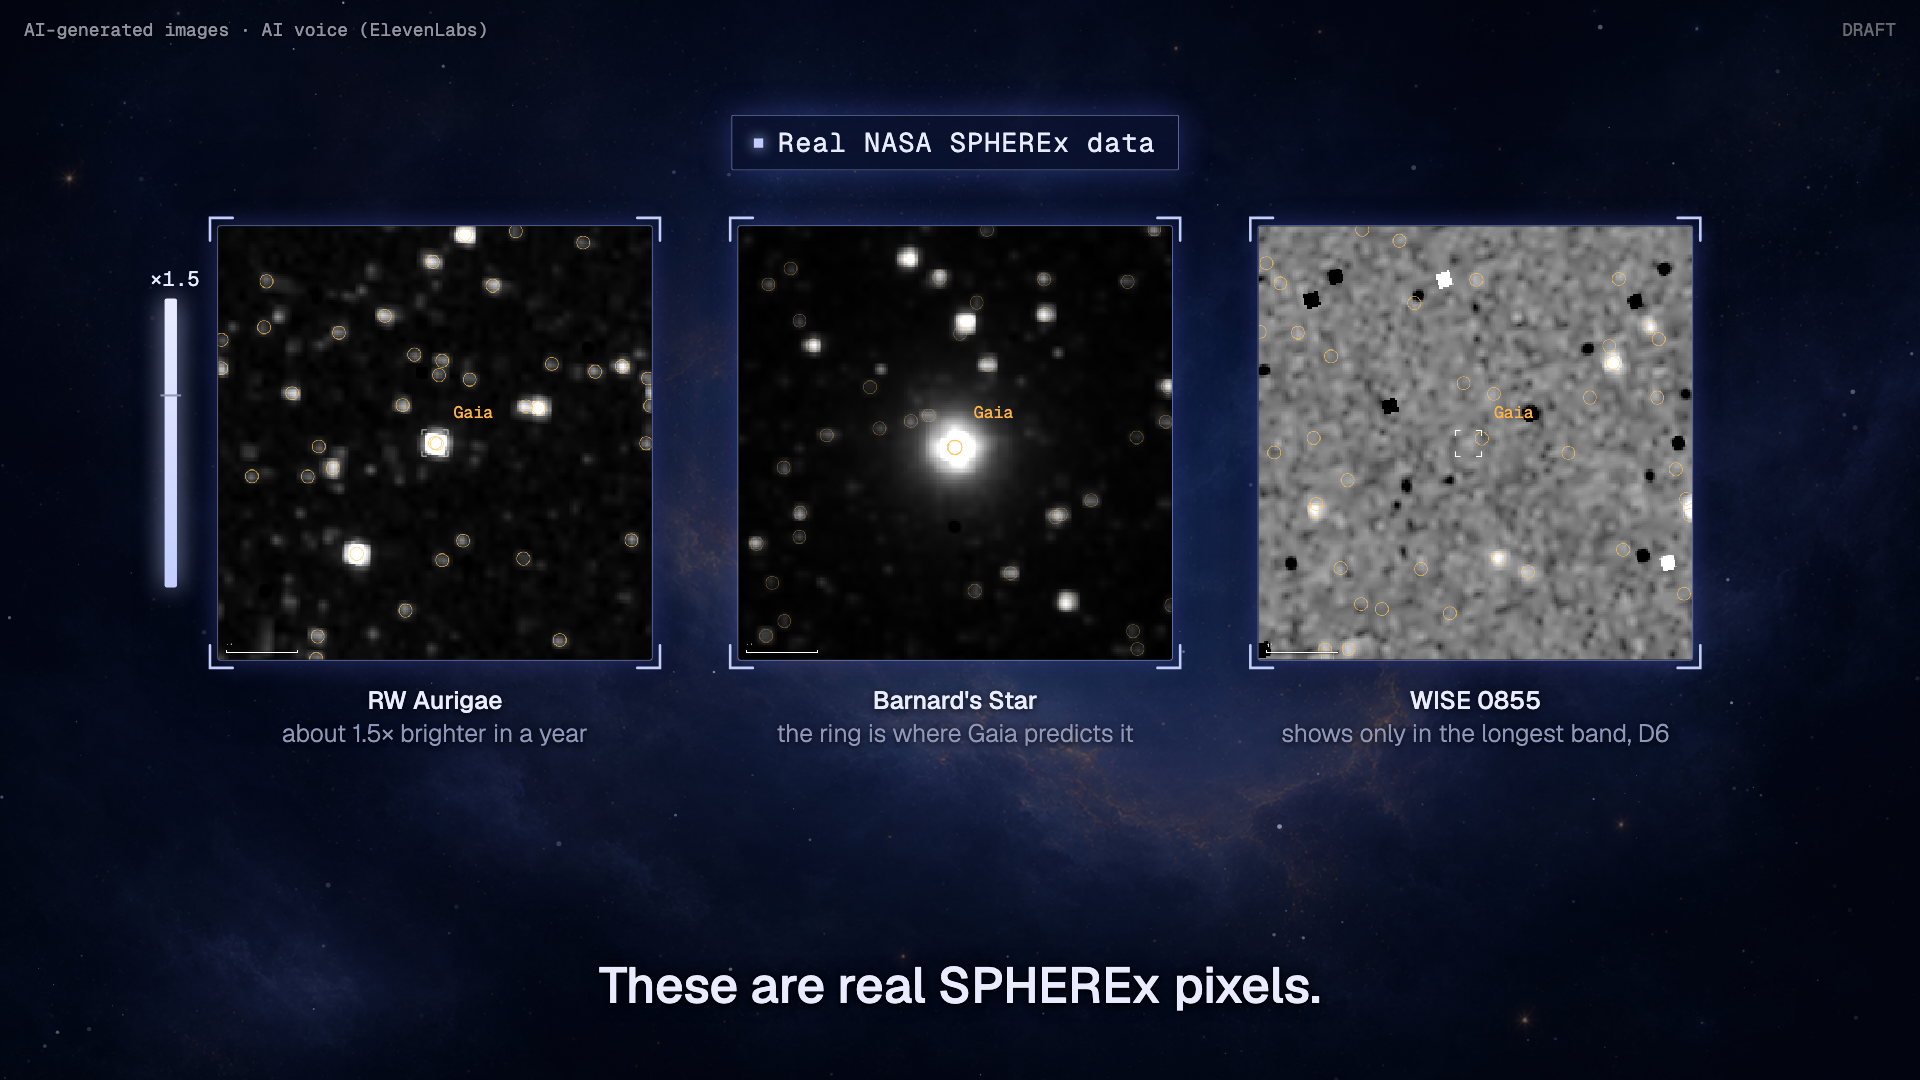 AI-generated images · AI voice (ElevenLabs)
DRAFT
Real NASA SPHEREx data
×1.5
Gaia
Gaia
Gaia
RW Aurigae
Barnard's Star
WISE 0855
about 1.5× brighter in a year
the ring is where Gaia predicts it
shows only in the longest band, D6
These are real SPHEREx pixels.